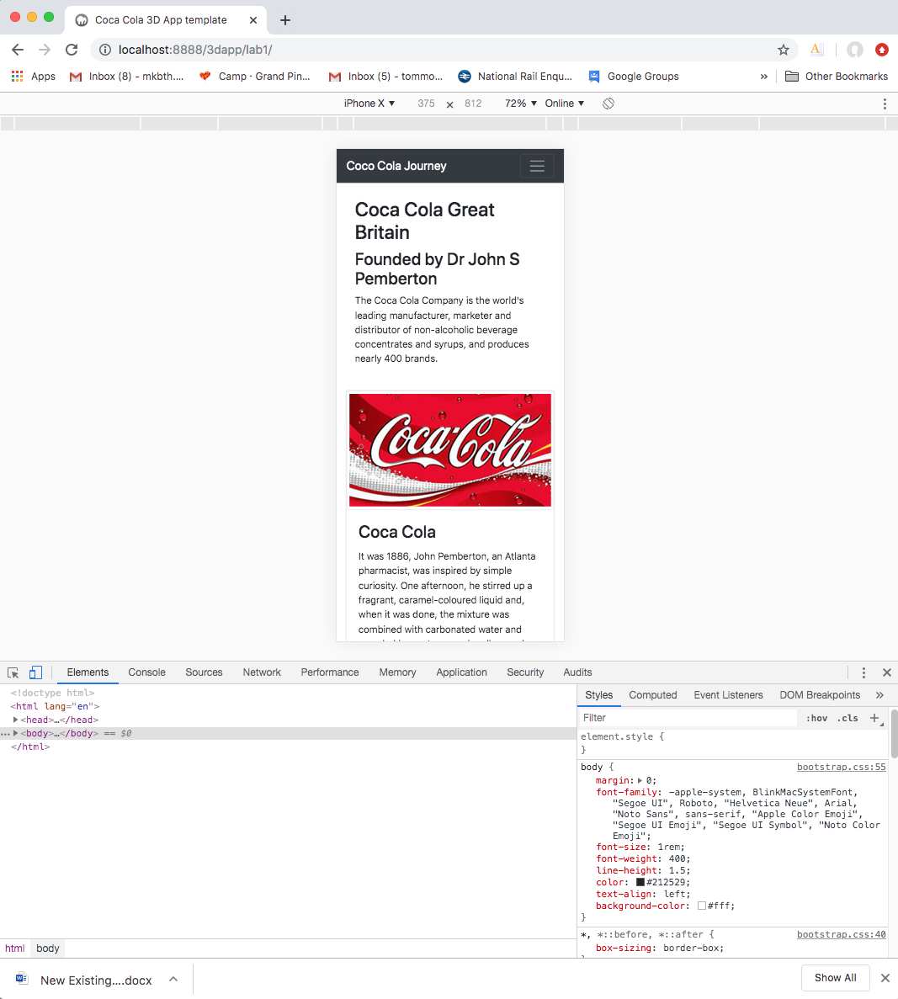 Coca Cola 3D App template
localhost:8888/3dapp/lab1/
Apps Inbox (8) - mkbth.... Camp · Grand Pin... Inbox (5) - tommo... National Rail Enqu... Google Groups » Other Bookmarks
iPhone X ▼ 375 × 812 72% ▼ Online ▼
Coco Cola Journey
Coca Cola Great
Britain
Founded by Dr John S
Pemberton
The Coca Cola Company is the world's
leading manufacturer, marketer and
distributor of non-alcoholic beverage
concentrates and syrups, and produces
nearly 400 brands.
Coca-Cola
Coca Cola
It was 1886, John Pemberton, an Atlanta
pharmacist, was inspired by simple
curiosity. One afternoon, he stirred up a
fragrant, caramel-coloured liquid and,
when it was done, the mixture was
combined with carbonated water and
Elements Console Sources Network Performance Memory Application Security Audits
<!doctype html>
<html lang="en">
<head>…</head>
<body>…</body> == $0
</html>
html body
Styles Computed Event Listeners DOM Breakpoints »
Filter :hov .cls +
element.style {
}
body { bootstrap.css:55
margin: 0;
font-family: -apple-system, BlinkMacSystemFont,
"Segoe UI", Roboto, "Helvetica Neue", Arial,
"Noto Sans", sans-serif, "Apple Color Emoji",
"Segoe UI Emoji", "Segoe UI Symbol", "Noto Color
Emoji";
font-size: 1rem;
font-weight: 400;
line-height: 1.5;
color: #212529;
text-align: left;
background-color: #fff;
}
*, *::before, *::after { bootstrap.css:40
box-sizing: border-box;
New Existing....docx Show All